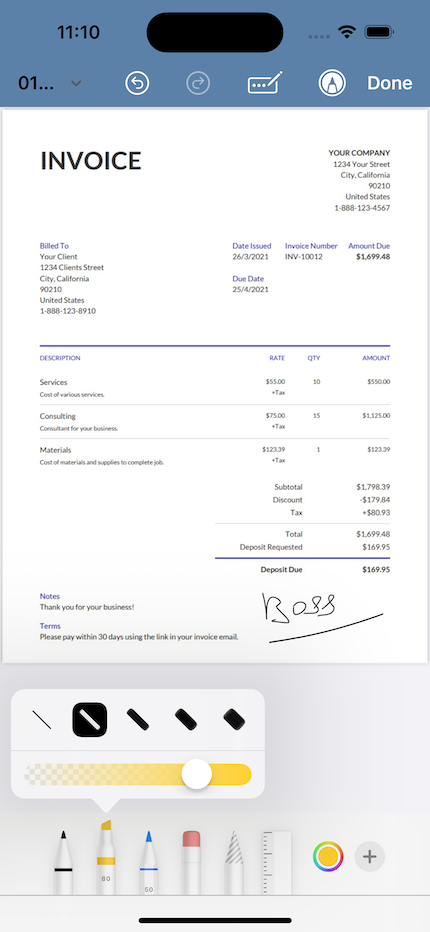 11:10
01... Done
INVOICE
YOUR COMPANY
1234 Your Street
City, California
90210
United States
1-888-123-4567
Billed To
Your Client
1234 Clients Street
City, California
90210
United States
1-888-123-8910
Date Issued
26/3/2021
Due Date
25/4/2021
Invoice Number
INV-10012
Amount Due
$1,699.48
DESCRIPTION RATE QTY AMOUNT
Services $55.00 10 $550.00
Cost of various services. +Tax
Consulting $75.00 15 $1,125.00
Consultant for your business. +Tax
Materials $123.39 1 $123.39
Cost of materials and supplies to complete job. +Tax
Subtotal $1,798.39
Discount -$179.84
Tax +$80.93
Total $1,699.48
Deposit Requested $169.95
Deposit Due $169.95
Notes
Thank you for your business!
Boss
Terms
Please pay within 30 days using the link in your invoice email.
80
50